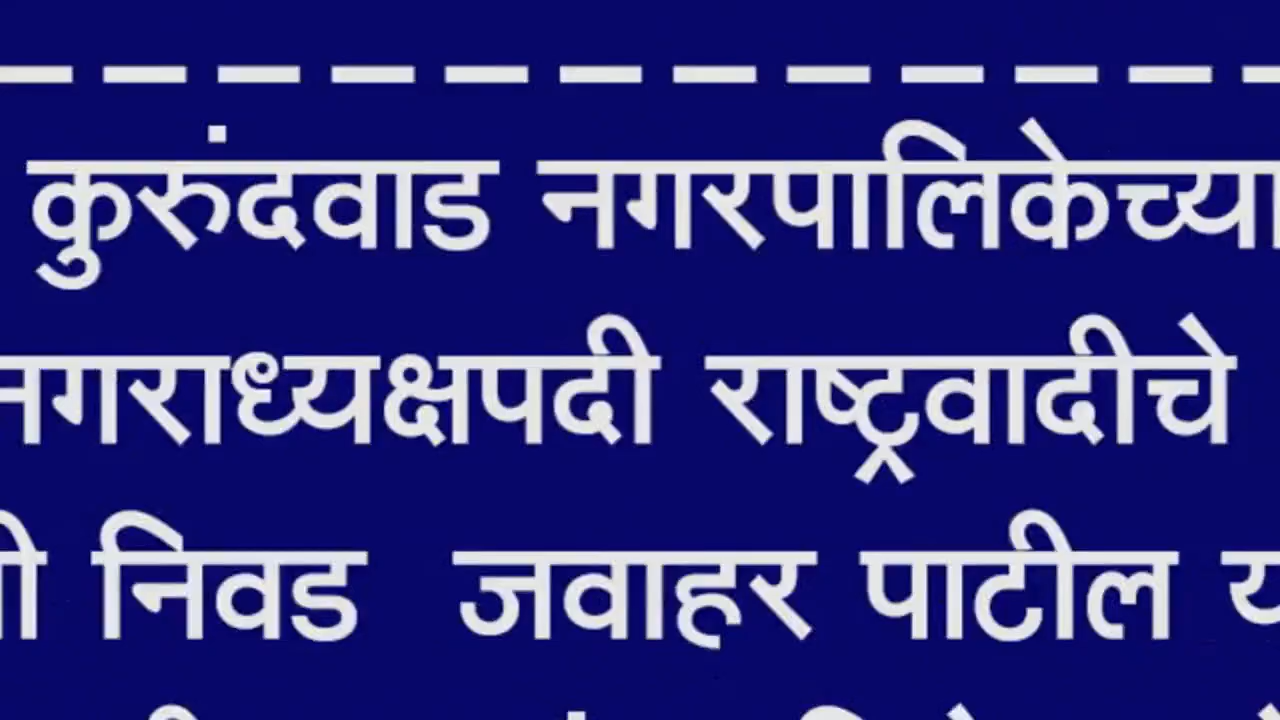 कुरुंदवाड नगरपालिकेच्या
नगराध्यक्षपदी राष्ट्रवादीचे
निवड जवाहर पाटील